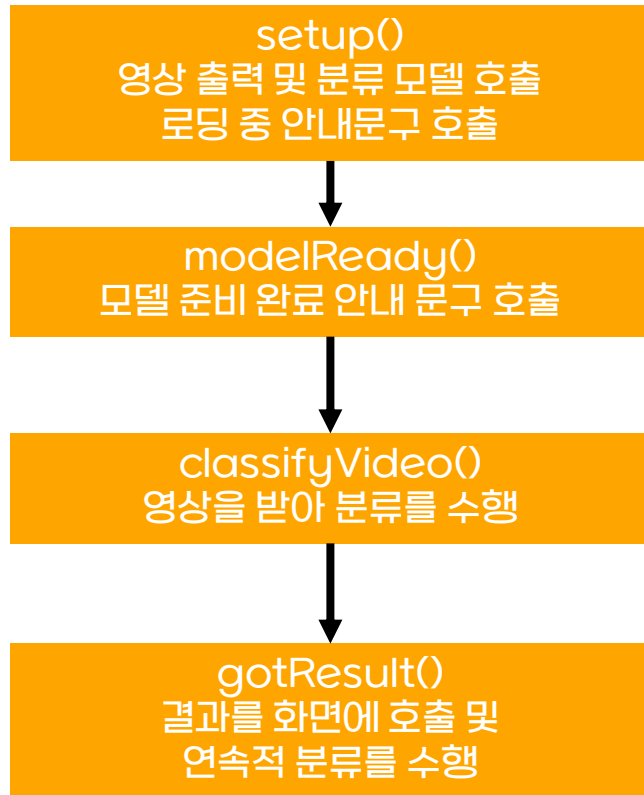 setup()
영상 출력 및 분류 모델 호출
로딩 중 안내문구 호출
modelReady()
모델 준비 완료 안내 문구 호출
classifyVideo()
영상을 받아 분류를 수행
gotResult()
결과를 화면에 호출 및
연속적 분류를 수행